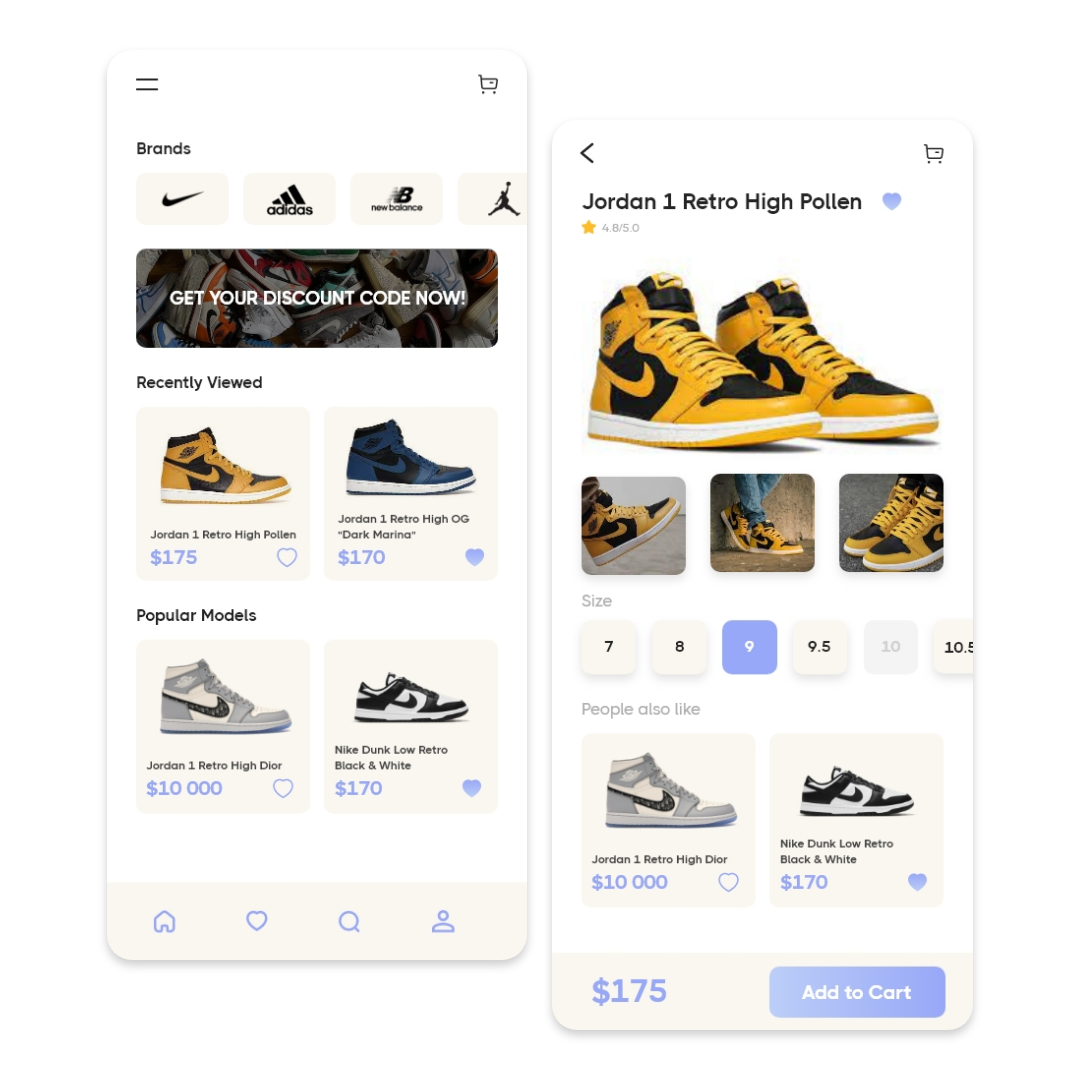 Brands
adidas
new balance
GET YOUR DISCOUNT CODE NOW!
Recently Viewed
Jordan 1 Retro High Pollen
$175
Jordan 1 Retro High OG
"Dark Marina"
$170
Popular Models
Jordan 1 Retro High Dior
$10 000
Nike Dunk Low Retro
Black & White
$170
Jordan 1 Retro High Pollen
4.8/5.0
Size
7
8
9
9.5
10
10.5
People also like
Jordan 1 Retro High Dior
$10 000
Nike Dunk Low Retro
Black & White
$170
$175
Add to Cart